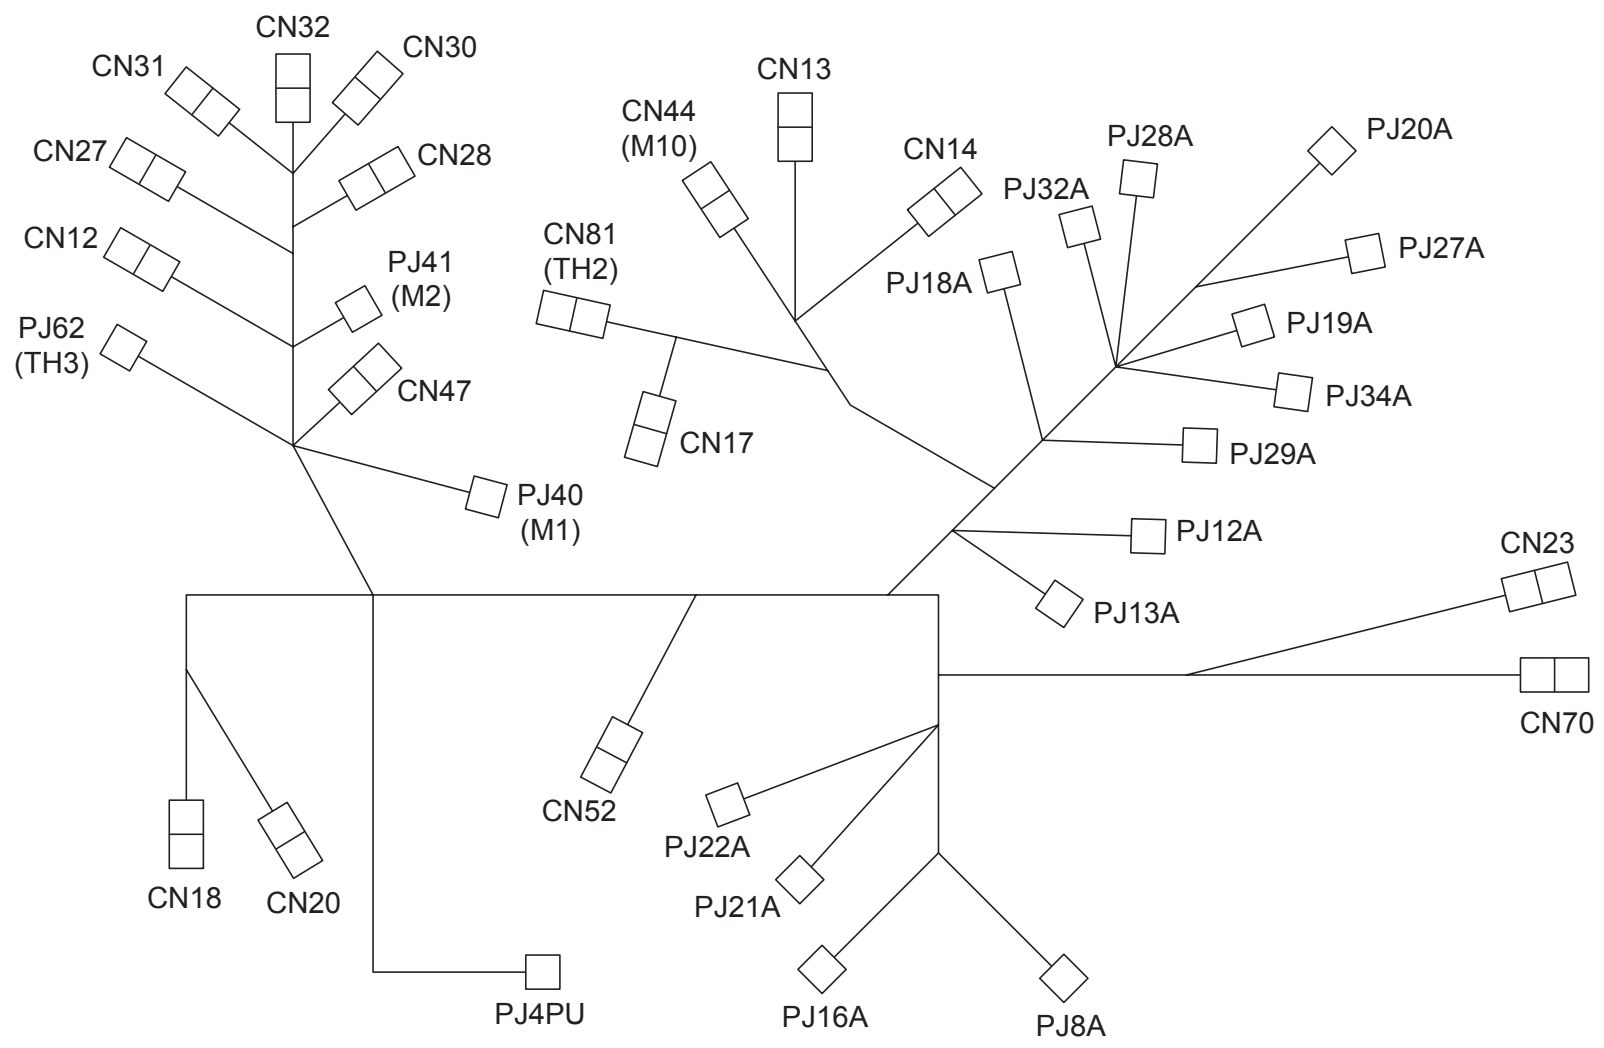 CN32
CN30
CN31
CN13
CN44
(M10)
CN27
CN28
CN14
PJ28A
PJ20A
PJ32A
CN12
CN81
(TH2)
PJ41
(M2)
PJ18A
PJ27A
PJ62
(TH3)
PJ19A
CN47
PJ34A
CN17
PJ29A
PJ40
(M1)
PJ12A
CN23
PJ13A
CN70
CN52
PJ22A
CN18
CN20
PJ21A
PJ4PU
PJ16A
PJ8A